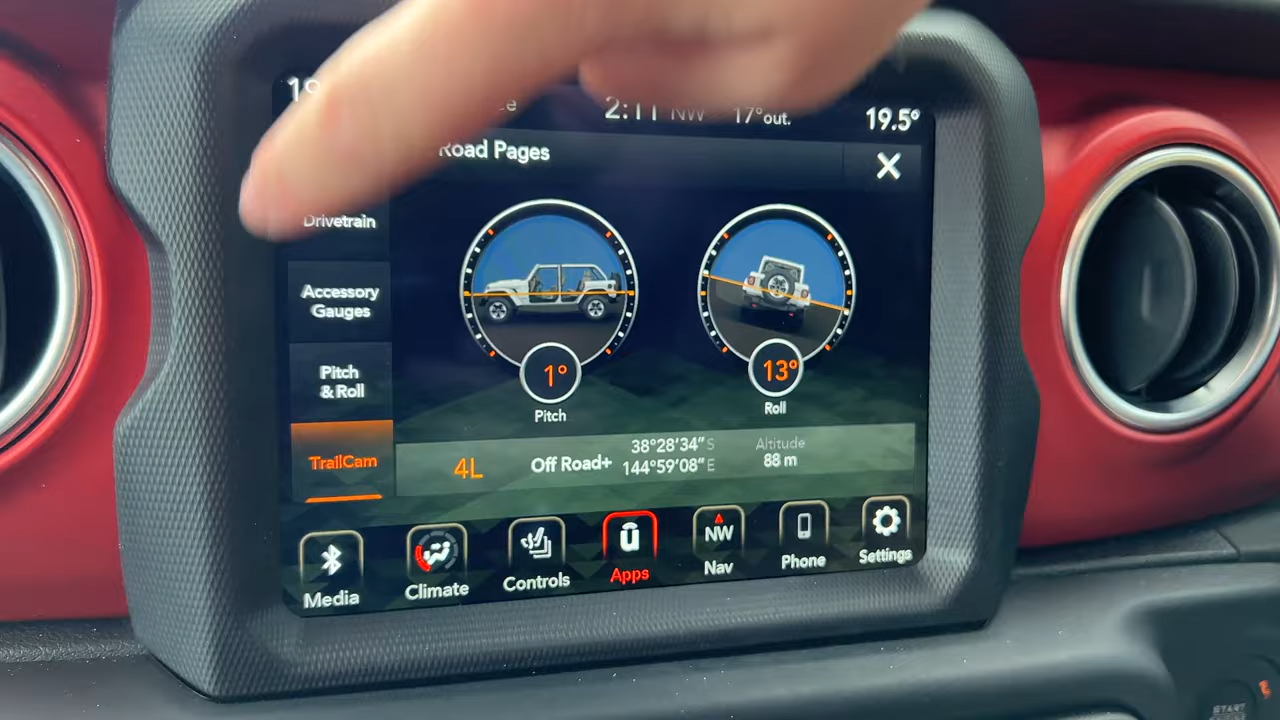 2:11 NW 17°out. 19.5°
Road Pages
Drivetrain
Accessory
Gauges
Pitch
& Roll
TrailCam
1°
Pitch
13°
Roll
4L
Off Road+
38°28'34" S
144°59'08" E
Altitude
88 m
Media
Climate
Controls
Apps
NW
Nav
Phone
Settings
START